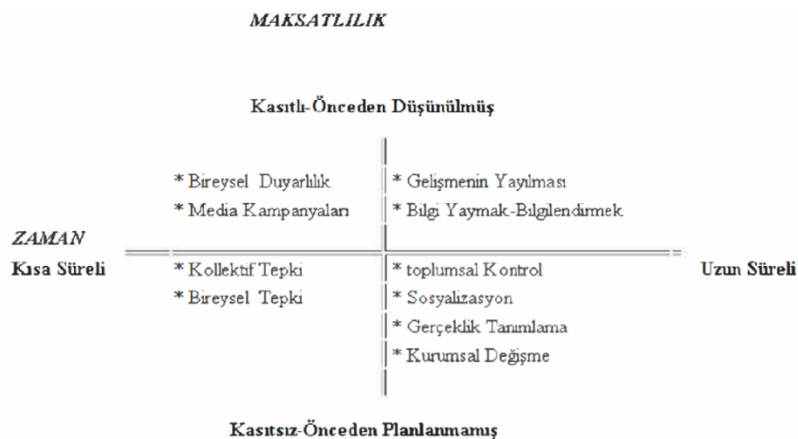 MAKSATLILIK
Kasıtlı-Önceden Düşünülmüş
* Bireysel Duyarlılık
* Media Kampanyaları
* Gelişmenin Yayılması
* Bilgi Yaymak-Bilgilendirmek
ZAMAN
Kısa Süreli
Uzun Süreli
* Kollektif Tepki
* Bireysel Tepki
* toplumsal Kontrol
* Sosyalizasyon
* Gerçeklik Tanımlama
* Kurumsal Değişme
Kasıtsız-Önceden Planlanmamış